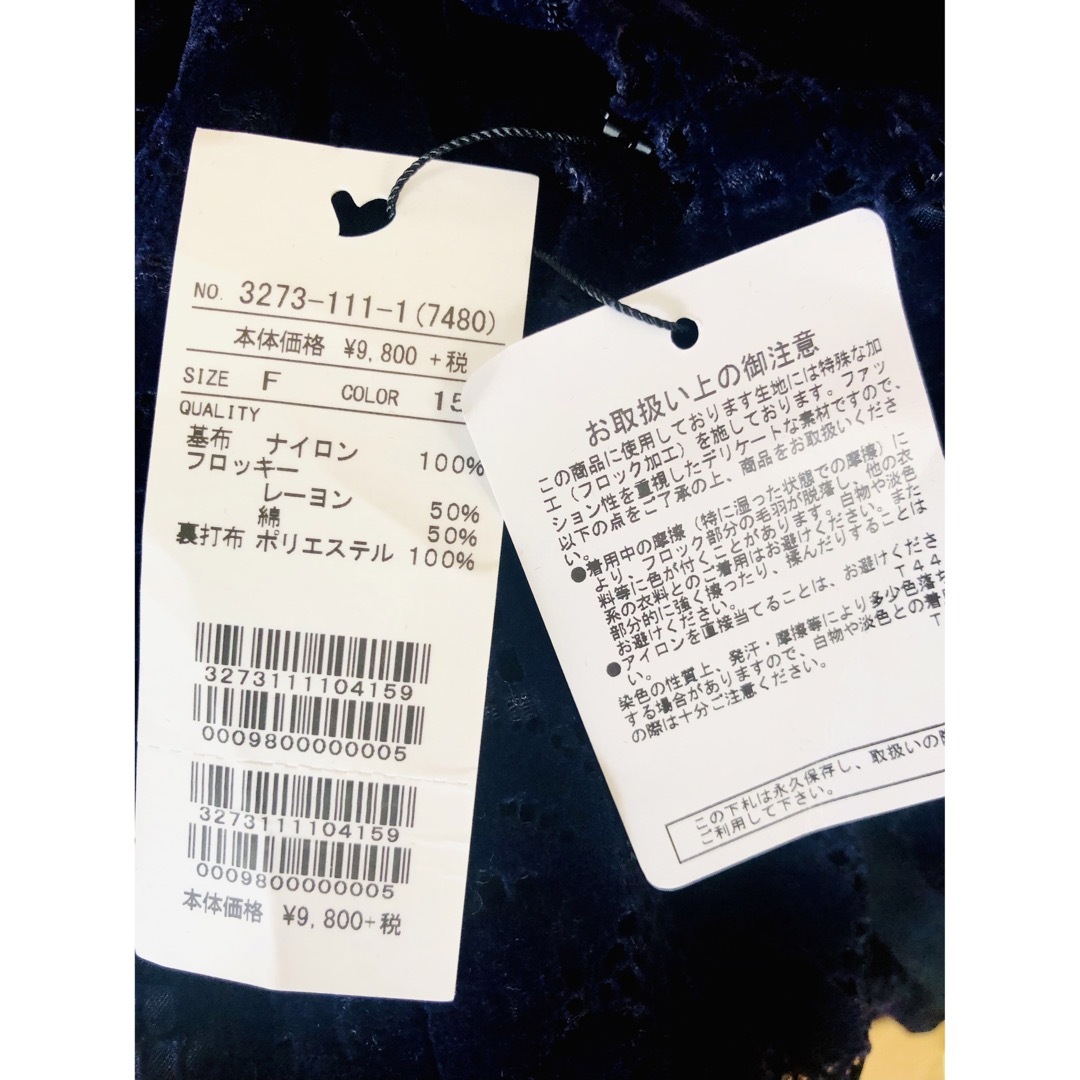 NO. 3273-111-1(7480)
本体価格 ¥9,800 +税
SIZE F COLOR 15
QUALITY
基布 ナイロン 100%
フロッキー
レーヨン 50%
綿 50%
裏打布 ポリエステル 100%
3273111104159
0009800000005
3273111104159
0009800000005
本体価格 ¥9,800+税
お取扱い上の御注意
この商品に使用しております生地には特殊な加
工(フロック加工)を施しております。ファッ
ション性を重視したデリケートな素材ですので、
以下の点をご了承の上、商品をお取扱いくださ
い。
●着用中の摩擦(特に湿った状態での摩擦)に
より、フロック部分の毛羽が脱落し、他の衣
料等に色が付くことがあります。白物や淡色
系の衣料とのご着用はお避けください。また
部分的に強く擦ったり、揉んだりすることは
お避けください。
●アイロンを直接当てることは、お避けくださ
い。 T44
染色の性質上、発汗・摩擦等により多少色落ち
する場合がありますので、白物や淡色との着用
の際は十分ご注意ください。 T
この下札は永久保存し、取扱いの際
ご利用して下さい。